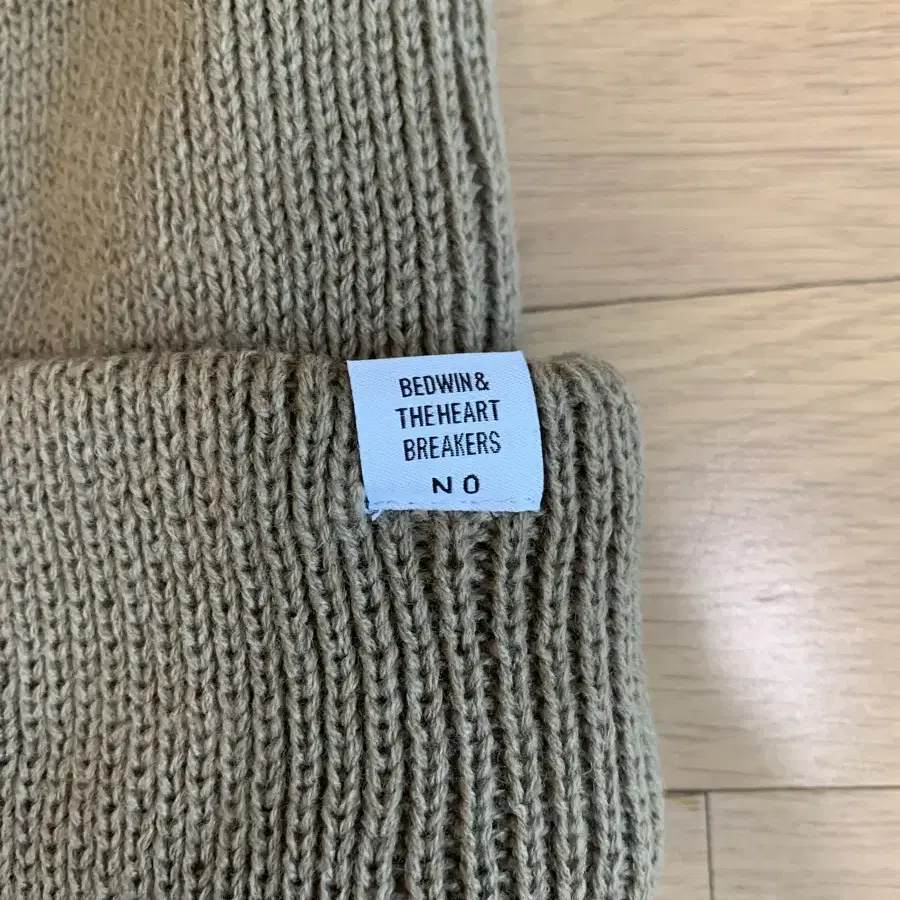 BEDWIN &
THE HEART
BREAKERS
NO